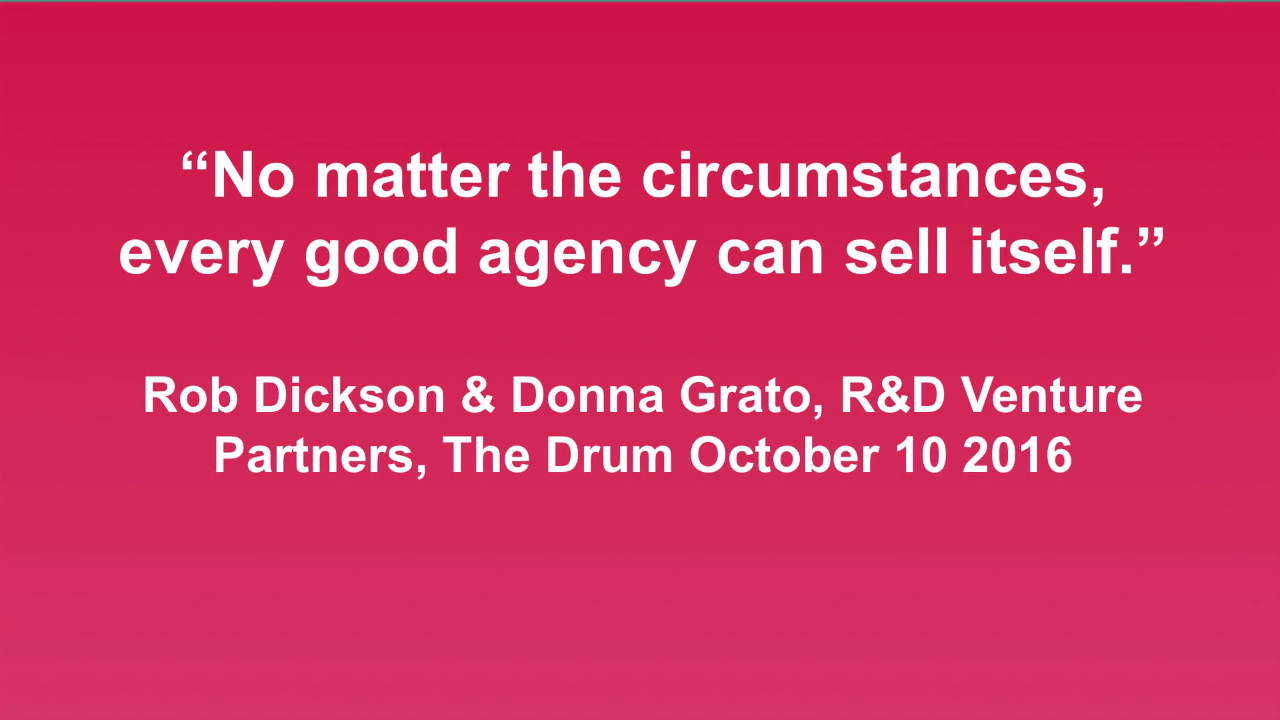 “No matter the circumstances,
every good agency can sell itself.”
Rob Dickson & Donna Grato, R&D Venture
Partners, The Drum October 10 2016